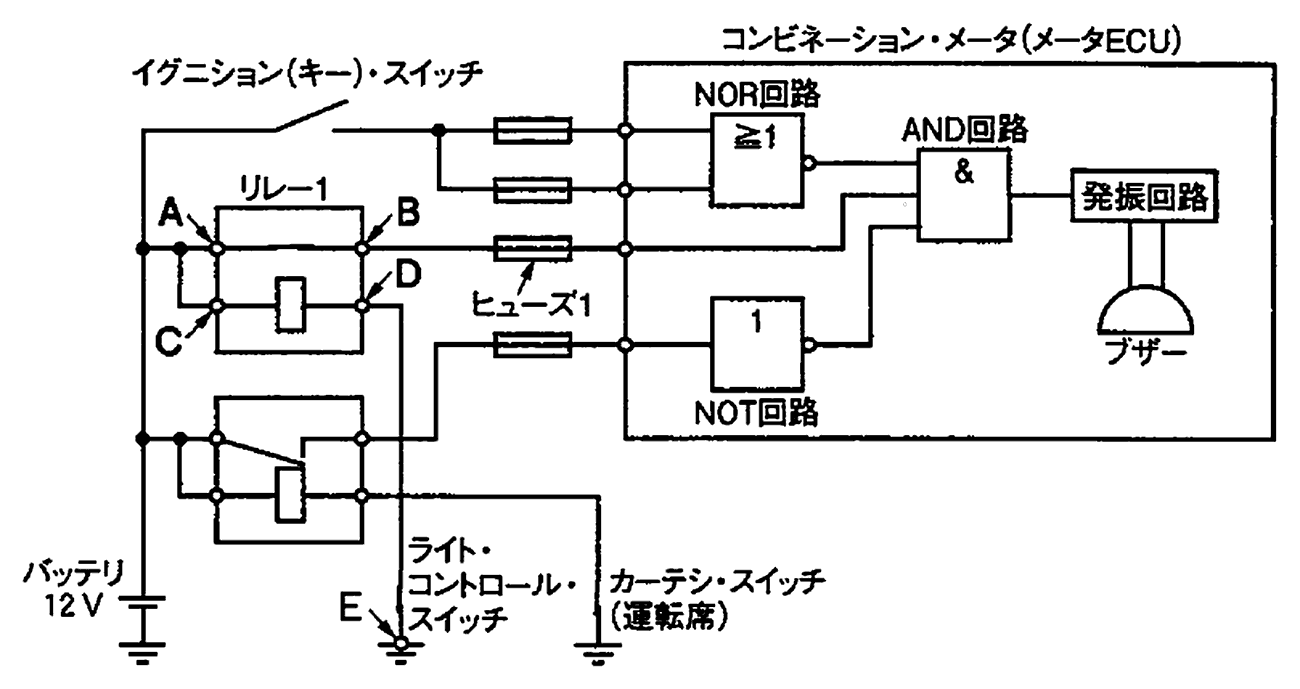 コンビネーション・メータ(メータECU)
イグニション(キー)・スイッチ
NOR回路
≧1
AND回路
&
発振回路
リレー1
A
B
C
D
ヒューズ1
1
NOT回路
ブザー
バッテリ
12V
ライト・
コントロール・
スイッチ
E
カーテシ・スイッチ
(運転席)